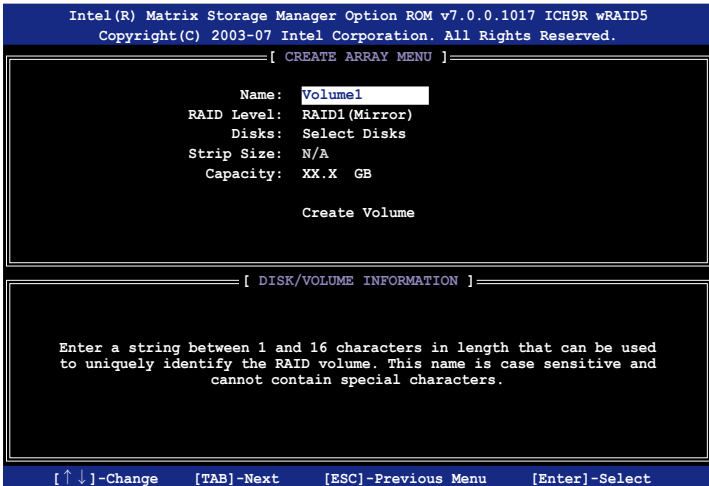 Intel(R) Matrix Storage Manager Option ROM v7.0.0.1017 ICH9R wRAID5
Copyright(C) 2003-07 Intel Corporation. All Rights Reserved.
[ CREATE ARRAY MENU ]
Name: Volume1
RAID Level: RAID1(Mirror)
Disks: Select Disks
Strip Size: N/A
Capacity: XX.X GB
Create Volume
[ DISK/VOLUME INFORMATION ]
Enter a string between 1 and 16 characters in length that can be used
to uniquely identify the RAID volume. This name is case sensitive and
cannot contain special characters.
[↑↓]-Change [TAB]-Next [ESC]-Previous Menu [Enter]-Select